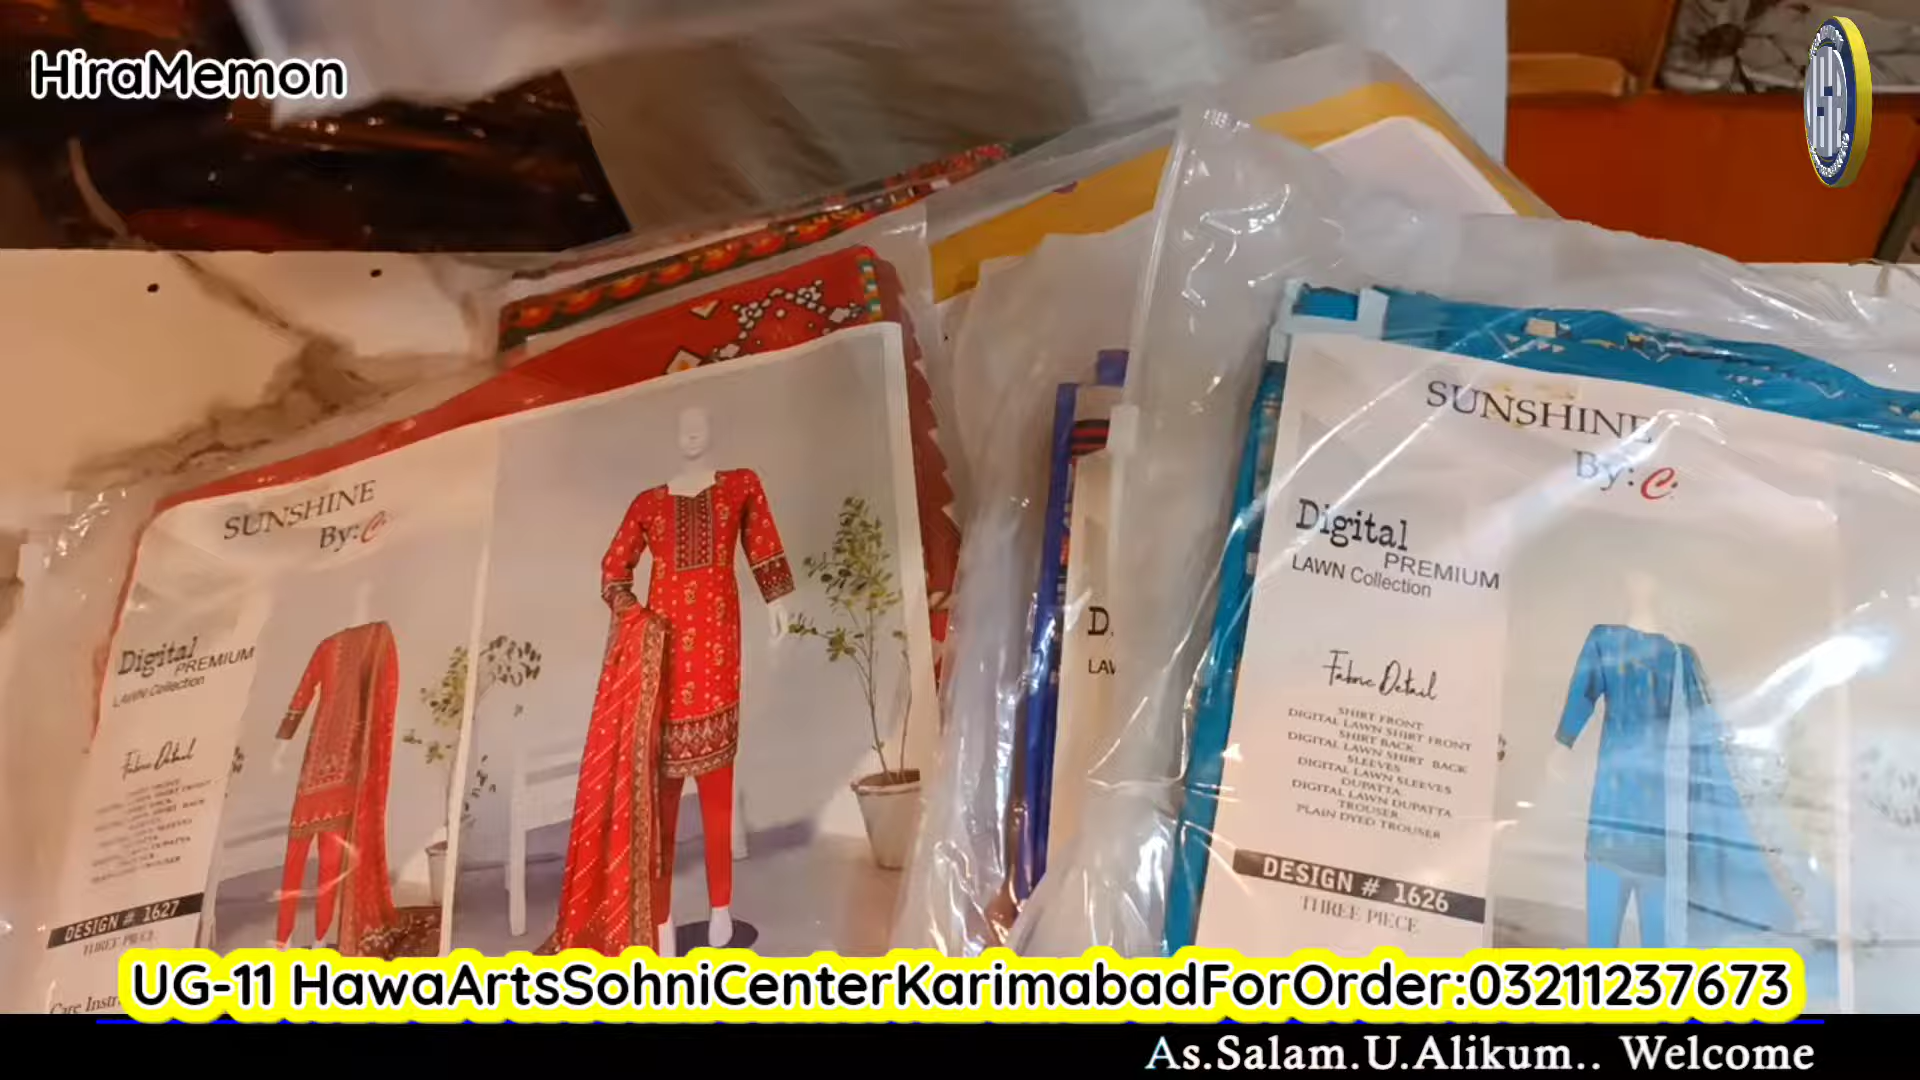 HiraMemon
SUNSHINE
By: C
Digital
PREMIUM
LAWN Collection
Fabric Detail
DESIGN # 1627
THREE PIECE
D
LAW
SUNSHINE
By: C
Digital
PREMIUM
LAWN Collection
Fabric Detail
SHIRT FRONT
DIGITAL LAWN SHIRT FRONT
SHIRT BACK
DIGITAL LAWN SHIRT BACK
SLEEVES
DIGITAL LAWN SLEEVES
DUPATTA
DIGITAL LAWN DUPATTA
TROUSER
PLAIN DYED TROUSER
DESIGN # 1626
THREE PIECE
Care Instr
UG-11 HawaArtsSohniCenterKarimabadForOrder:03211237673
As.Salam.U.Alikum.. Welcome